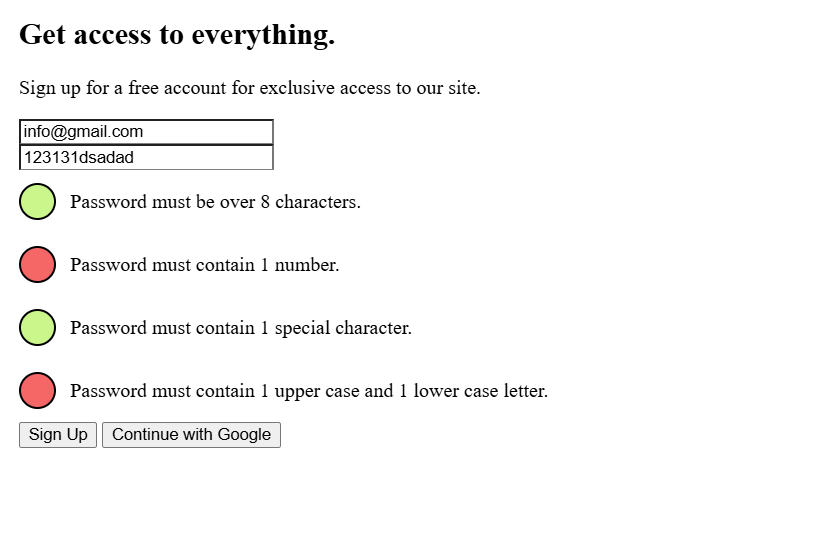 Get access to everything.
Sign up for a free account for exclusive access to our site.
info@gmail.com
123131dsadad
Password must be over 8 characters.
Password must contain 1 number.
Password must contain 1 special character.
Password must contain 1 upper case and 1 lower case letter.
Sign Up Continue with Google